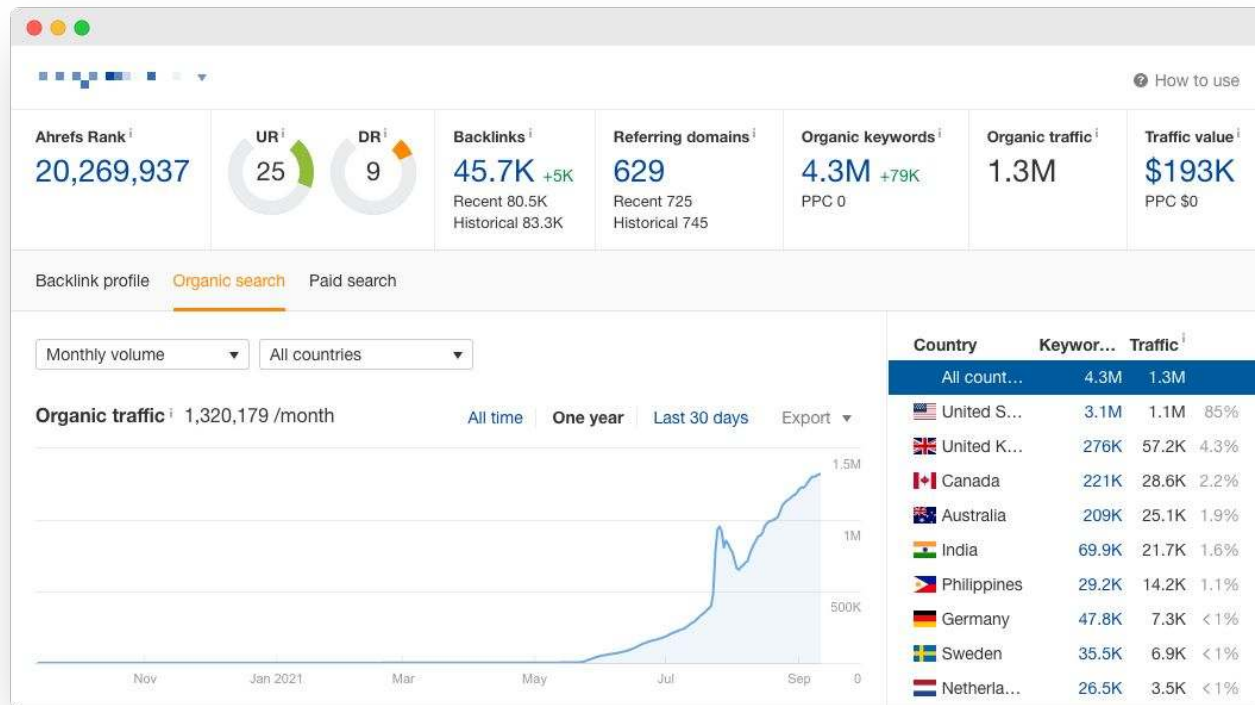 How to use
Ahrefs Rank i
20,269,937
UR i
25
DR i
9
Backlinks i
45.7K +5K
Recent 80.5K
Historical 83.3K
Referring domains i
629
Recent 725
Historical 745
Organic keywords i
4.3M +79K
PPC 0
Organic traffic i
1.3M
Traffic value i
$193K
PPC $0
Backlink profile Organic search Paid search
Monthly volume All countries
Organic traffic i 1,320,179 /month All time One year Last 30 days Export
1.5M
1M
500K
Nov Jan 2021 Mar May Jul Sep 0
Country Keywor... Traffic i
All count... 4.3M 1.3M
United S... 3.1M 1.1M 85%
United K... 276K 57.2K 4.3%
Canada 221K 28.6K 2.2%
Australia 209K 25.1K 1.9%
India 69.9K 21.7K 1.6%
Philippines 29.2K 14.2K 1.1%
Germany 47.8K 7.3K <1%
Sweden 35.5K 6.9K <1%
Netherla... 26.5K 3.5K <1%